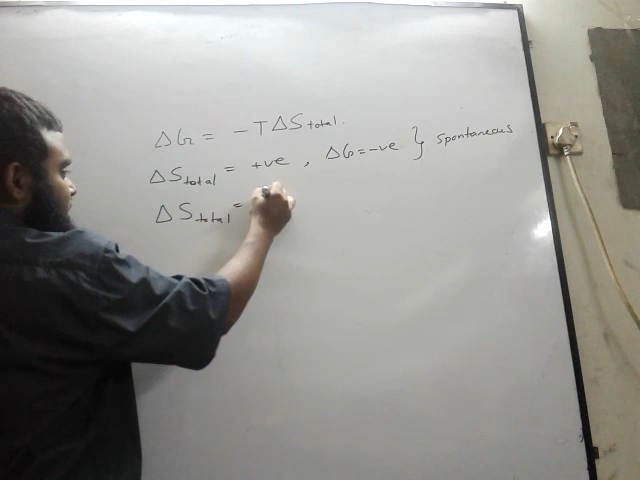 ΔG = - TΔS total.
ΔS total = +ve , ΔG = -ve } spontaneous
ΔS total =